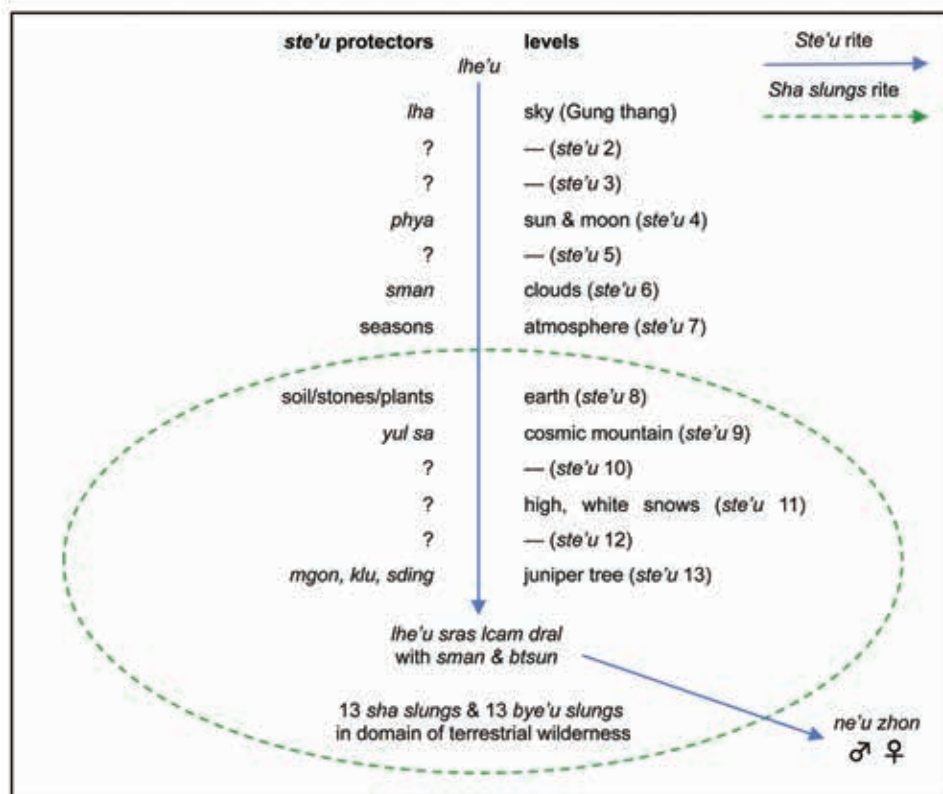 ste'u protectors levels
lhe'u
Ste'u rite
Sha slungs rite
lha sky (Gung thang)
? — (ste'u 2)
? — (ste'u 3)
phya sun & moon (ste'u 4)
? — (ste'u 5)
sman clouds (ste'u 6)
seasons atmosphere (ste'u 7)
soil/stones/plants earth (ste'u 8)
yul sa cosmic mountain (ste'u 9)
? — (ste'u 10)
? high, white snows (ste'u 11)
? — (ste'u 12)
mgon, klu, sding juniper tree (ste'u 13)
lhe'u sras lcam dral
with sman & btsun
13 sha slungs & 13 bye'u slungs
in domain of terrestrial wilderness
ne'u zhon
♂ ♀